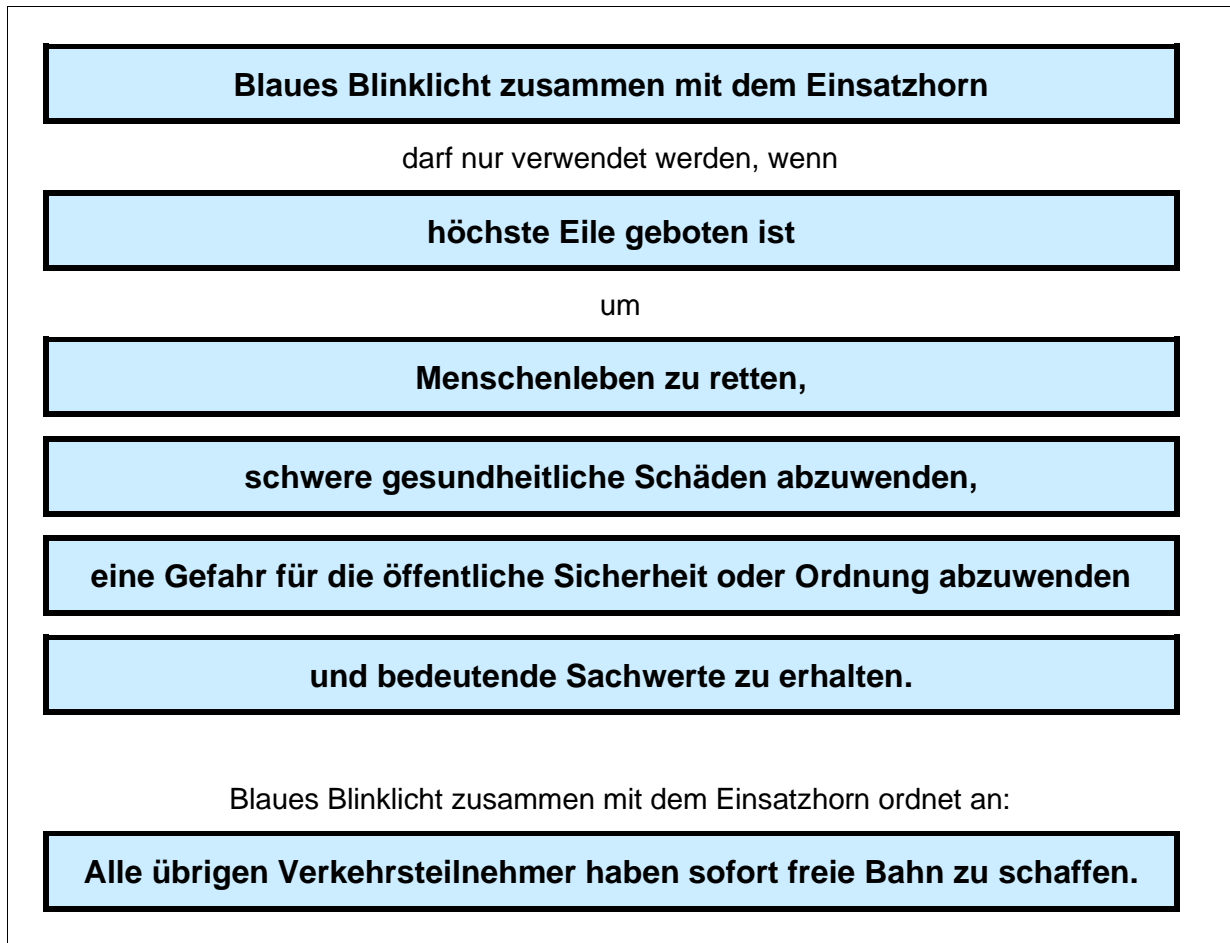 Blaues Blinklicht zusammen mit dem Einsatzhorn
darf nur verwendet werden, wenn
höchste Eile geboten ist
um
Menschenleben zu retten,
schwere gesundheitliche Schäden abzuwenden,
eine Gefahr für die öffentliche Sicherheit oder Ordnung abzuwenden
und bedeutende Sachwerte zu erhalten.
Blaues Blinklicht zusammen mit dem Einsatzhorn ordnet an:
Alle übrigen Verkehrsteilnehmer haben sofort freie Bahn zu schaffen.